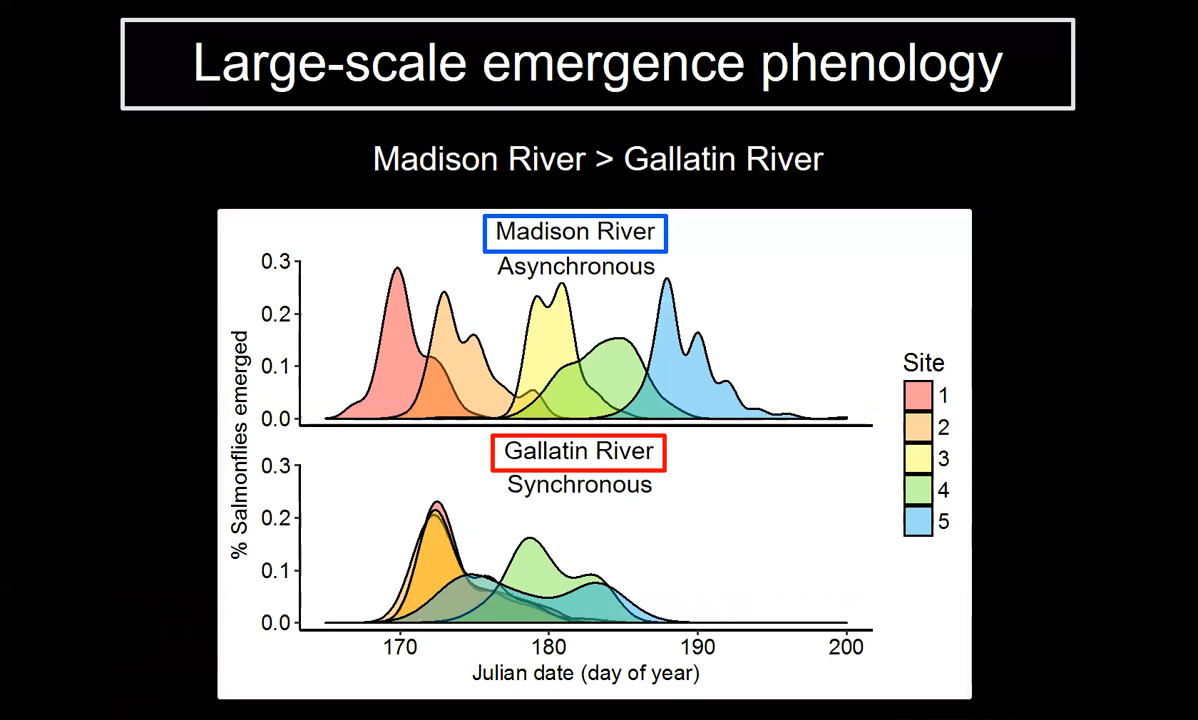 Large-scale emergence phenology
Madison River > Gallatin River
Madison River
Asynchronous
0.3
0.2
0.1
0.0
% Salmonflies emerged
Gallatin River
Synchronous
0.3
0.2
0.1
0.0
170
180
190
200
Julian date (day of year)
Site
1
2
3
4
5